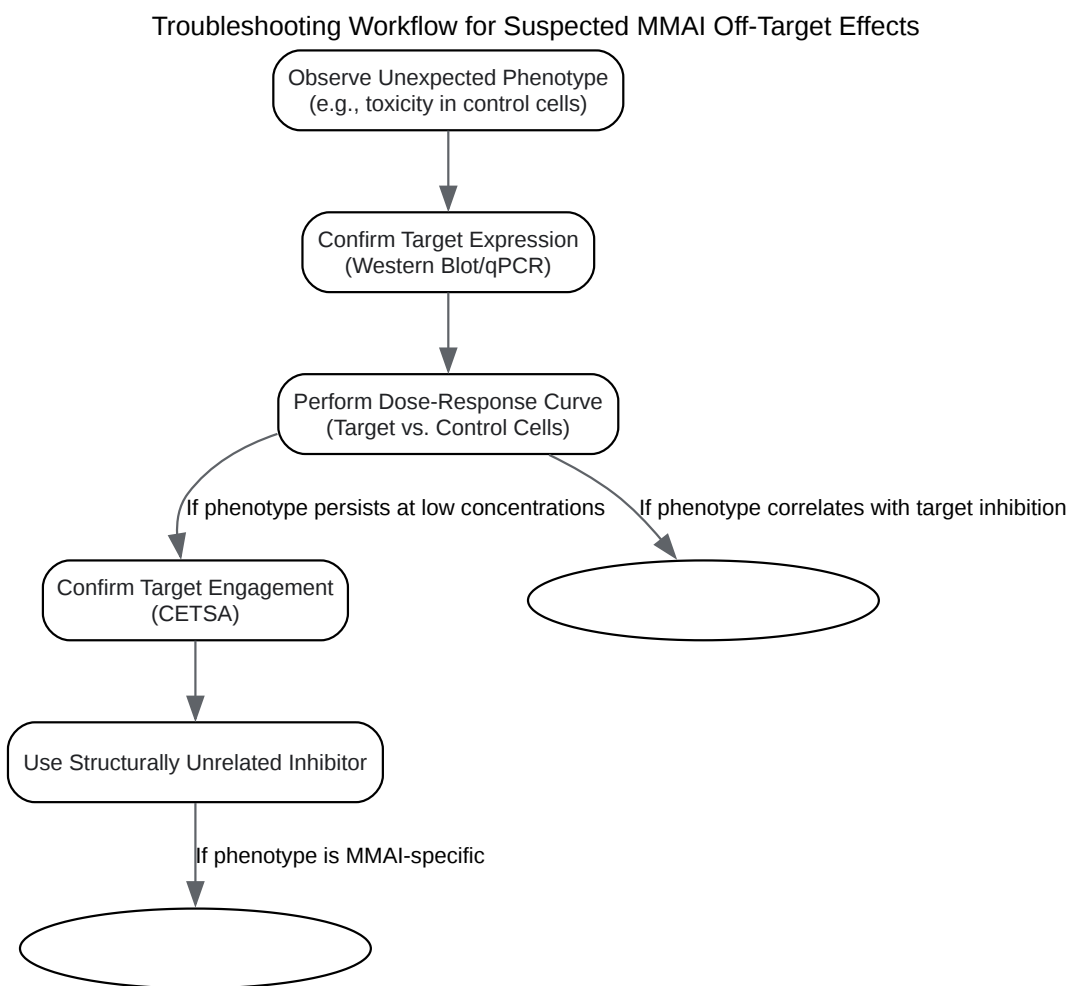 Troubleshooting Workflow for Suspected MMAI Off-Target Effects
Observe Unexpected Phenotype
(e.g., toxicity in control cells)
Confirm Target Expression
(Western Blot/qPCR)
Perform Dose-Response Curve
(Target vs. Control Cells)
If phenotype persists at low concentrations
If phenotype correlates with target inhibition
Confirm Target Engagement
(CETSA)
Use Structurally Unrelated Inhibitor
If phenotype is MMAI-specific